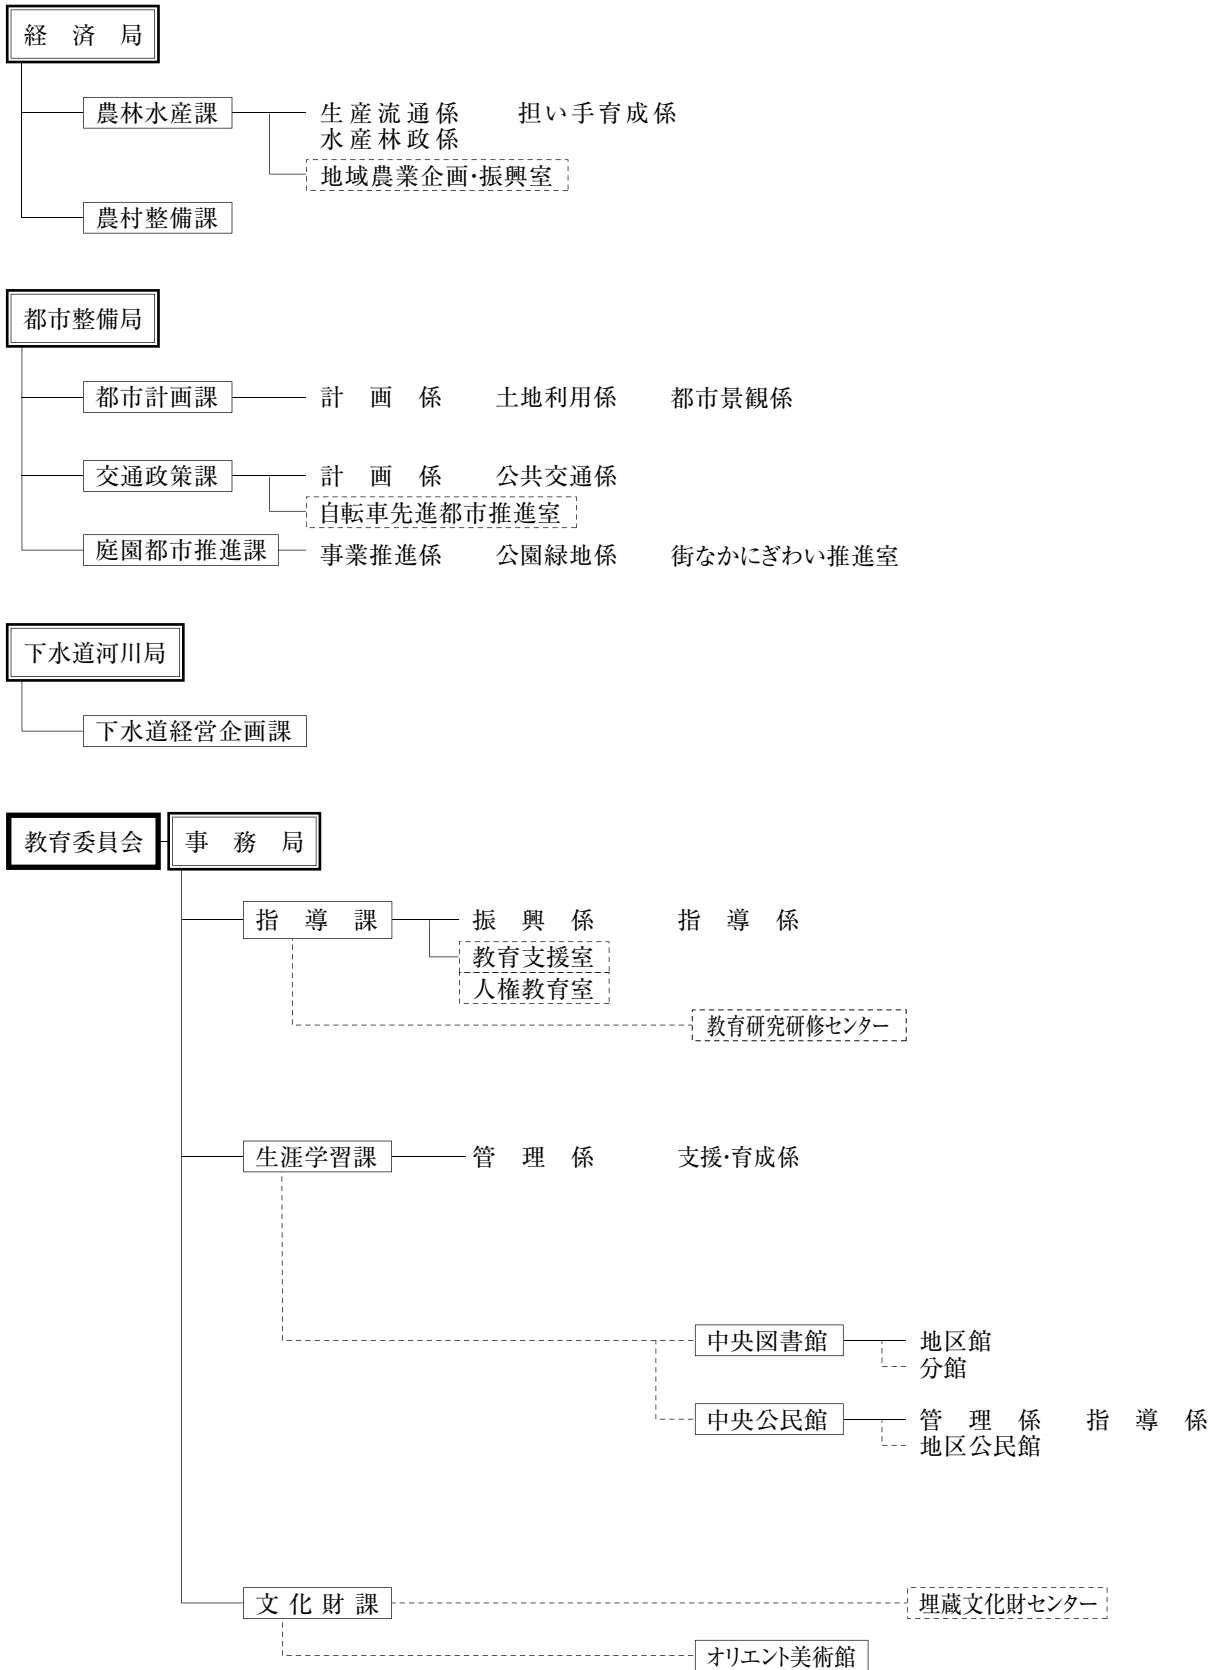 経済局
農林水産課 生産流通係 担い手育成係
水産林政係
地域農業企画・振興室
農村整備課
都市整備局
都市計画課 計画係 土地利用係 都市景観係
交通政策課 計画係 公共交通係
自転車先進都市推進室
庭園都市推進課 事業推進係 公園緑地係 街なかにぎわい推進室
下水道河川局
下水道経営企画課
教育委員会 事務局
指導課 振興係 指導係
教育支援室
人権教育室
教育研究研修センター
生涯学習課 管理係 支援・育成係
中央図書館 地区館
分館
中央公民館 管理係 指導係
地区公民館
文化財課 埋蔵文化財センター
オリエント美術館